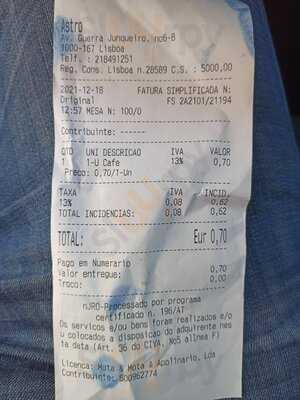 Astro
Av. Guerra Junqueiro, no6-B
1000-167 Lisboa
Telf. : 218491251
Reg. Cons. Lisboa n.28589 C.S. : 5000,00
2021-12-18 FATURA SIMPLIFICADA N:
Original FS 2A2101/21194
12:57 MESA N: 100/0
Contribuinte: ------
QTD UNI DESCRICAO IVA VALOR
1 1-U Cafe 13% 0,70
Preco: 0,70/1-Un
TAXA IVA INCID.
13% 0,08 0,62
TOTAL INCIDENCIAS: 0,08 0,62
TOTAL: Eur 0,70
Pago em Numerario 0,70
Valor entregue: 0,00
Troco:
nJRO-Processado por programa
certificado n. 196/AT
Os servicos e/ou bens foram realizados e/o
u colocados a disposicao do adquirente nes
ta data (Art. 36 do CIVA, No5 alinea F)
Licenca: Mota & Mota & Apolinario, Lda
Contribuinte: 600962774